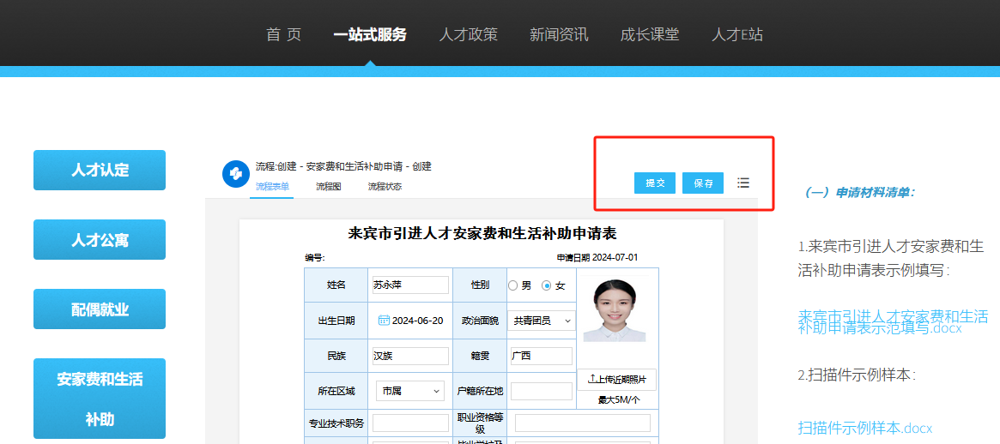 首 页 一站式服务 人才政策 新闻资讯 成长课堂 人才E站
人才认定
人才公寓
配偶就业
安家费和生活
补助
流程:创建 - 安家费和生活补助申请 - 创建
流程表单 流程图 流程状态
提交 保存
来宾市引进人才安家费和生活补助申请表
编号: 申请日期 2024-07-01
姓名 苏永萍 性别 男 女
出生日期 2024-06-20 政治面貌 共青团员
民族 汉族 籍贯 广西
上传近期照片
最大5M/个
所在区域 市属 户籍所在地
专业技术职务 职业资格等
级
(一) 申请材料清单:
1.来宾市引进人才安家费和生
活补助申请表示例填写:
来宾市引进人才安家费和生活
补助申请表示范填写.docx
2.扫描件示例样本:
扫描件示例样本.docx